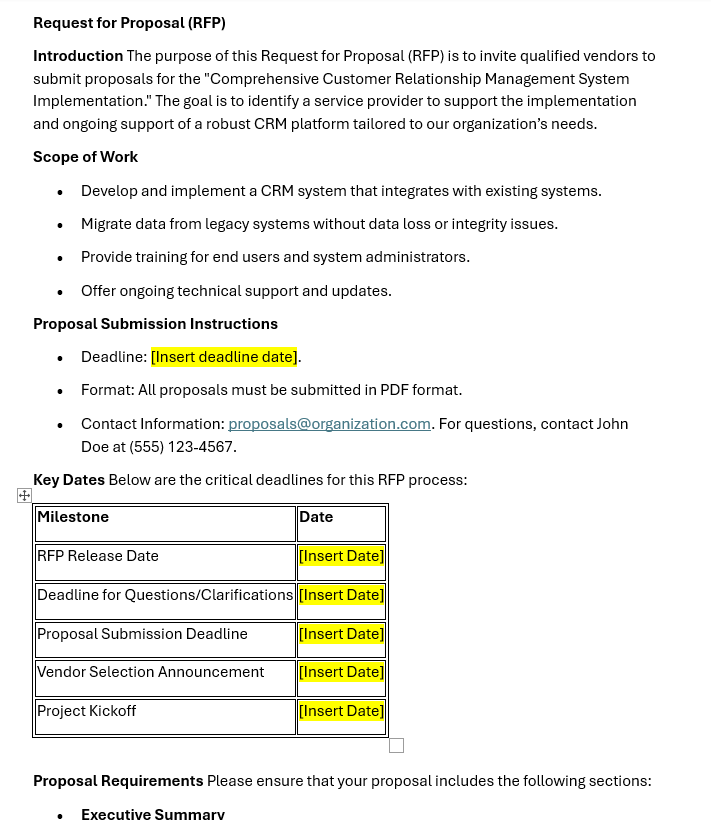 Request for Proposal (RFP)
Introduction The purpose of this Request for Proposal (RFP) is to invite qualified vendors to
submit proposals for the "Comprehensive Customer Relationship Management System
Implementation." The goal is to identify a service provider to support the implementation
and ongoing support of a robust CRM platform tailored to our organization’s needs.
Scope of Work
• Develop and implement a CRM system that integrates with existing systems.
• Migrate data from legacy systems without data loss or integrity issues.
• Provide training for end users and system administrators.
• Offer ongoing technical support and updates.
Proposal Submission Instructions
• Deadline: [Insert deadline date].
• Format: All proposals must be submitted in PDF format.
• Contact Information: proposals@organization.com. For questions, contact John
Doe at (555) 123-4567.
Key Dates Below are the critical deadlines for this RFP process:
Milestone Date
RFP Release Date [Insert Date]
Deadline for Questions/Clarifications [Insert Date]
Proposal Submission Deadline [Insert Date]
Vendor Selection Announcement [Insert Date]
Project Kickoff [Insert Date]
Proposal Requirements Please ensure that your proposal includes the following sections:
• Executive Summary